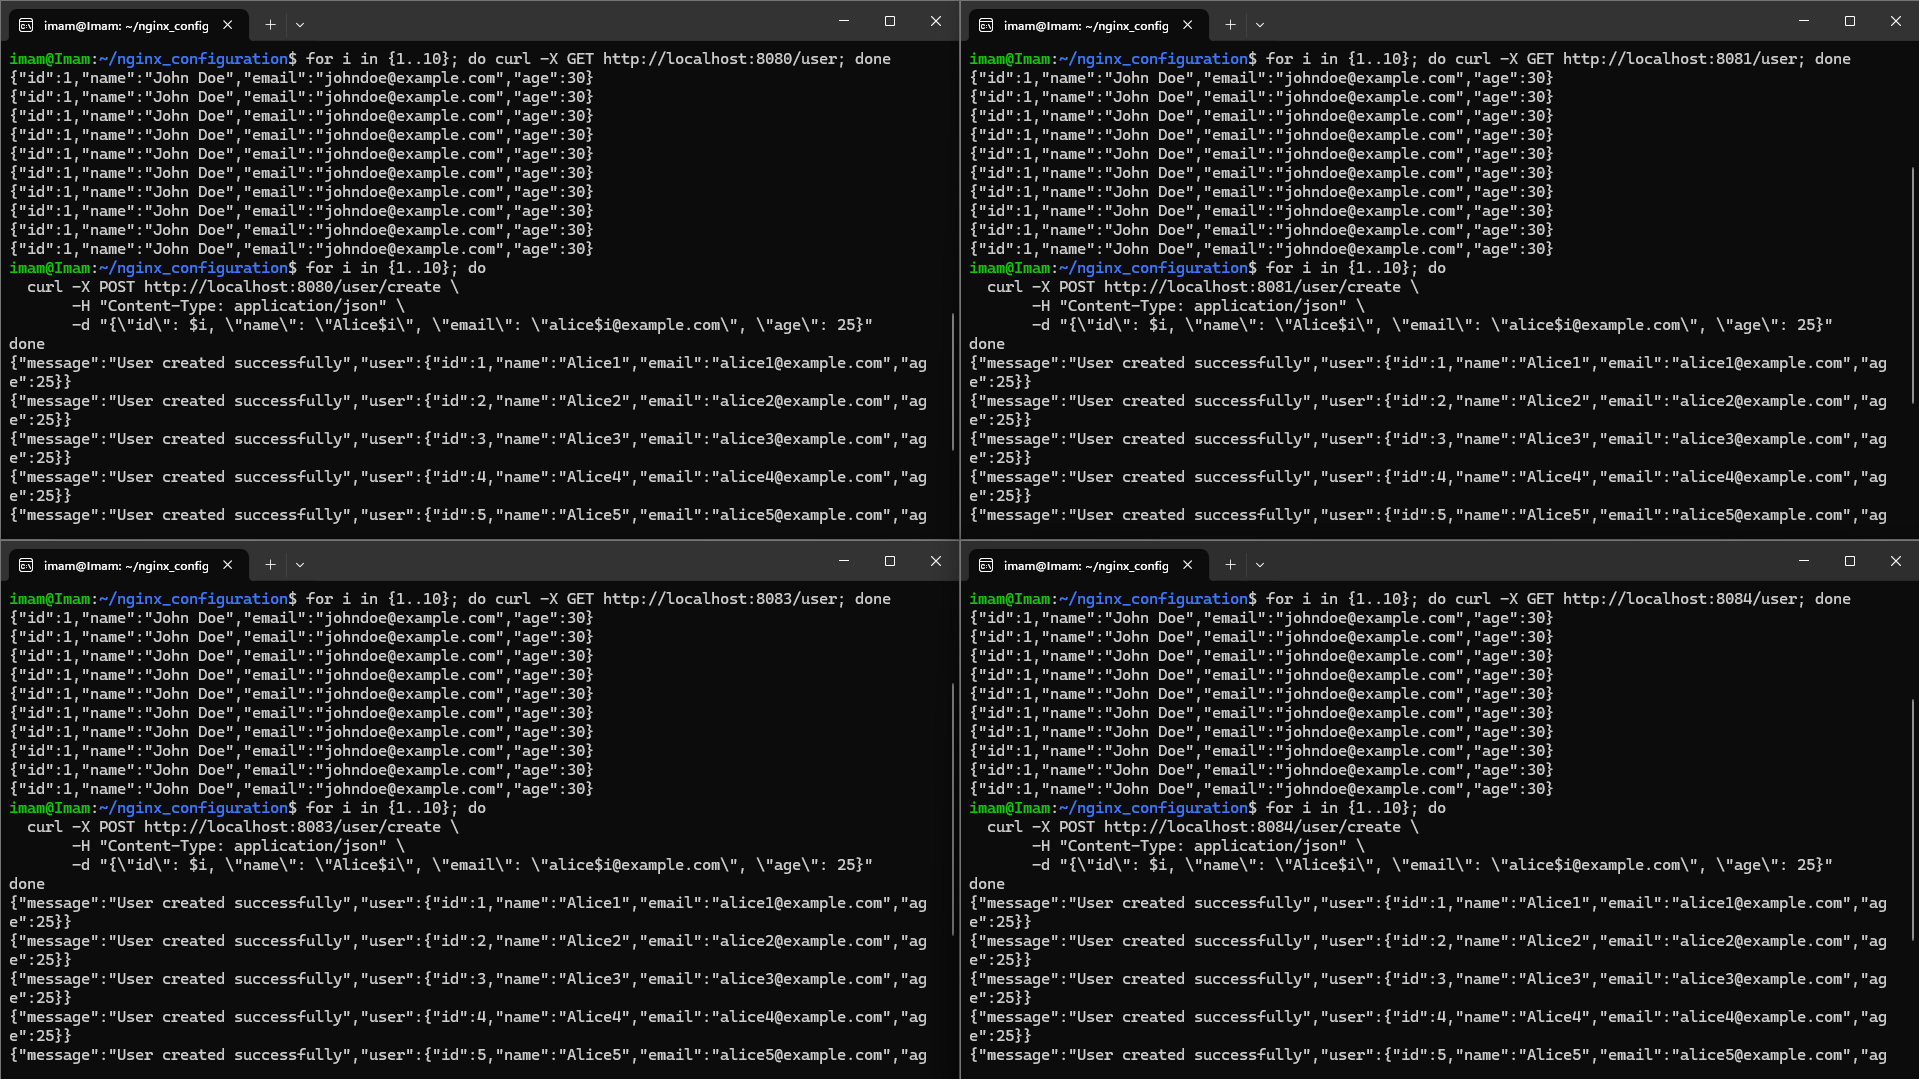 imam@Imam: ~/nginx_config
imam@Imam:~/nginx_configuration$ for i in {1..10}; do curl -X GET http://localhost:8080/user; done
{"id":1,"name":"John Doe","email":"johndoe@example.com","age":30}
{"id":1,"name":"John Doe","email":"johndoe@example.com","age":30}
{"id":1,"name":"John Doe","email":"johndoe@example.com","age":30}
{"id":1,"name":"John Doe","email":"johndoe@example.com","age":30}
{"id":1,"name":"John Doe","email":"johndoe@example.com","age":30}
{"id":1,"name":"John Doe","email":"johndoe@example.com","age":30}
{"id":1,"name":"John Doe","email":"johndoe@example.com","age":30}
{"id":1,"name":"John Doe","email":"johndoe@example.com","age":30}
{"id":1,"name":"John Doe","email":"johndoe@example.com","age":30}
{"id":1,"name":"John Doe","email":"johndoe@example.com","age":30}
imam@Imam:~/nginx_configuration$ for i in {1..10}; do
  curl -X POST http://localhost:8080/user/create \
       -H "Content-Type: application/json" \
       -d "{\"id\": $i, \"name\": \"Alice$i\", \"email\": \"alice$i@example.com\", \"age\": 25}"
done
{"message":"User created successfully","user":{"id":1,"name":"Alice1","email":"alice1@example.com","ag
e":25}}
{"message":"User created successfully","user":{"id":2,"name":"Alice2","email":"alice2@example.com","ag
e":25}}
{"message":"User created successfully","user":{"id":3,"name":"Alice3","email":"alice3@example.com","ag
e":25}}
{"message":"User created successfully","user":{"id":4,"name":"Alice4","email":"alice4@example.com","ag
e":25}}
{"message":"User created successfully","user":{"id":5,"name":"Alice5","email":"alice5@example.com","ag
imam@Imam: ~/nginx_config
imam@Imam:~/nginx_configuration$ for i in {1..10}; do curl -X GET http://localhost:8081/user; done
{"id":1,"name":"John Doe","email":"johndoe@example.com","age":30}
{"id":1,"name":"John Doe","email":"johndoe@example.com","age":30}
{"id":1,"name":"John Doe","email":"johndoe@example.com","age":30}
{"id":1,"name":"John Doe","email":"johndoe@example.com","age":30}
{"id":1,"name":"John Doe","email":"johndoe@example.com","age":30}
{"id":1,"name":"John Doe","email":"johndoe@example.com","age":30}
{"id":1,"name":"John Doe","email":"johndoe@example.com","age":30}
{"id":1,"name":"John Doe","email":"johndoe@example.com","age":30}
{"id":1,"name":"John Doe","email":"johndoe@example.com","age":30}
{"id":1,"name":"John Doe","email":"johndoe@example.com","age":30}
imam@Imam:~/nginx_configuration$ for i in {1..10}; do
  curl -X POST http://localhost:8081/user/create \
       -H "Content-Type: application/json" \
       -d "{\"id\": $i, \"name\": \"Alice$i\", \"email\": \"alice$i@example.com\", \"age\": 25}"
done
{"message":"User created successfully","user":{"id":1,"name":"Alice1","email":"alice1@example.com","ag
e":25}}
{"message":"User created successfully","user":{"id":2,"name":"Alice2","email":"alice2@example.com","ag
e":25}}
{"message":"User created successfully","user":{"id":3,"name":"Alice3","email":"alice3@example.com","ag
e":25}}
{"message":"User created successfully","user":{"id":4,"name":"Alice4","email":"alice4@example.com","ag
e":25}}
{"message":"User created successfully","user":{"id":5,"name":"Alice5","email":"alice5@example.com","ag
imam@Imam: ~/nginx_config
imam@Imam:~/nginx_configuration$ for i in {1..10}; do curl -X GET http://localhost:8083/user; done
{"id":1,"name":"John Doe","email":"johndoe@example.com","age":30}
{"id":1,"name":"John Doe","email":"johndoe@example.com","age":30}
{"id":1,"name":"John Doe","email":"johndoe@example.com","age":30}
{"id":1,"name":"John Doe","email":"johndoe@example.com","age":30}
{"id":1,"name":"John Doe","email":"johndoe@example.com","age":30}
{"id":1,"name":"John Doe","email":"johndoe@example.com","age":30}
{"id":1,"name":"John Doe","email":"johndoe@example.com","age":30}
{"id":1,"name":"John Doe","email":"johndoe@example.com","age":30}
{"id":1,"name":"John Doe","email":"johndoe@example.com","age":30}
{"id":1,"name":"John Doe","email":"johndoe@example.com","age":30}
imam@Imam:~/nginx_configuration$ for i in {1..10}; do
  curl -X POST http://localhost:8083/user/create \
       -H "Content-Type: application/json" \
       -d "{\"id\": $i, \"name\": \"Alice$i\", \"email\": \"alice$i@example.com\", \"age\": 25}"
done
{"message":"User created successfully","user":{"id":1,"name":"Alice1","email":"alice1@example.com","ag
e":25}}
{"message":"User created successfully","user":{"id":2,"name":"Alice2","email":"alice2@example.com","ag
e":25}}
{"message":"User created successfully","user":{"id":3,"name":"Alice3","email":"alice3@example.com","ag
e":25}}
{"message":"User created successfully","user":{"id":4,"name":"Alice4","email":"alice4@example.com","ag
e":25}}
{"message":"User created successfully","user":{"id":5,"name":"Alice5","email":"alice5@example.com","ag
imam@Imam: ~/nginx_config
imam@Imam:~/nginx_configuration$ for i in {1..10}; do curl -X GET http://localhost:8084/user; done
{"id":1,"name":"John Doe","email":"johndoe@example.com","age":30}
{"id":1,"name":"John Doe","email":"johndoe@example.com","age":30}
{"id":1,"name":"John Doe","email":"johndoe@example.com","age":30}
{"id":1,"name":"John Doe","email":"johndoe@example.com","age":30}
{"id":1,"name":"John Doe","email":"johndoe@example.com","age":30}
{"id":1,"name":"John Doe","email":"johndoe@example.com","age":30}
{"id":1,"name":"John Doe","email":"johndoe@example.com","age":30}
{"id":1,"name":"John Doe","email":"johndoe@example.com","age":30}
{"id":1,"name":"John Doe","email":"johndoe@example.com","age":30}
{"id":1,"name":"John Doe","email":"johndoe@example.com","age":30}
imam@Imam:~/nginx_configuration$ for i in {1..10}; do
  curl -X POST http://localhost:8084/user/create \
       -H "Content-Type: application/json" \
       -d "{\"id\": $i, \"name\": \"Alice$i\", \"email\": \"alice$i@example.com\", \"age\": 25}"
done
{"message":"User created successfully","user":{"id":1,"name":"Alice1","email":"alice1@example.com","ag
e":25}}
{"message":"User created successfully","user":{"id":2,"name":"Alice2","email":"alice2@example.com","ag
e":25}}
{"message":"User created successfully","user":{"id":3,"name":"Alice3","email":"alice3@example.com","ag
e":25}}
{"message":"User created successfully","user":{"id":4,"name":"Alice4","email":"alice4@example.com","ag
e":25}}
{"message":"User created successfully","user":{"id":5,"name":"Alice5","email":"alice5@example.com","ag